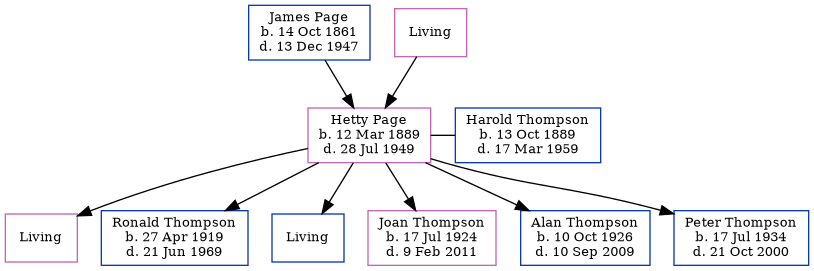 James Page
b. 14 Oct 1861
d. 13 Dec 1947
Living
Hetty Page
b. 12 Mar 1889
d. 28 Jul 1949
Harold Thompson
b. 13 Oct 1889
d. 17 Mar 1959
Living
Ronald Thompson
b. 27 Apr 1919
d. 21 Jun 1969
Living
Joan Thompson
b. 17 Jul 1924
d. 9 Feb 2011
Alan Thompson
b. 10 Oct 1926
d. 10 Sep 2009
Peter Thompson
b. 17 Jul 1934
d. 21 Oct 2000